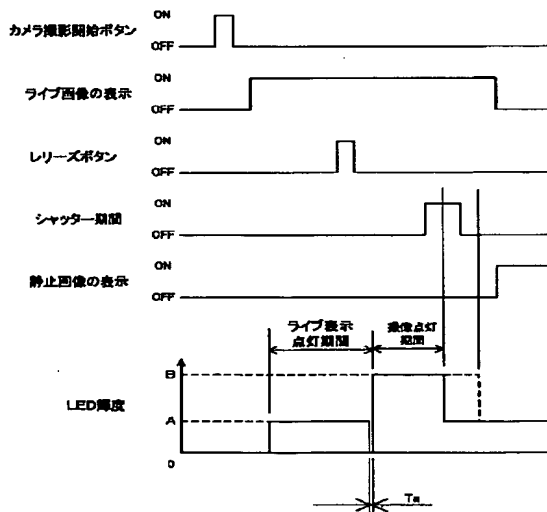 ON
カメラ撮影開始ボタン
OFF
ON
ライブ画像の表示
OFF
ON
レリーズボタン
OFF
ON
シャッター期間
OFF
ON
静止画像の表示
OFF
ライブ表示
点灯期間
撮像点灯
期間
B
LED輝度
A
0